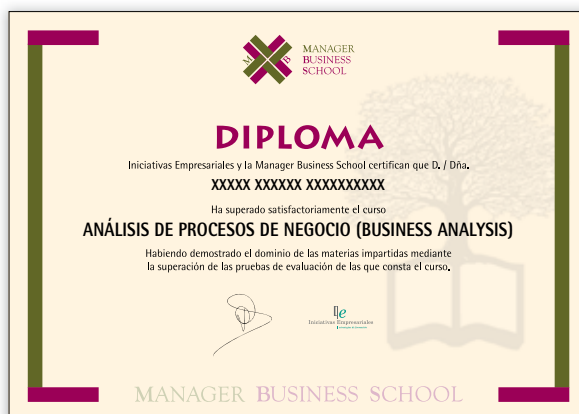 M B
MANAGER
BUSINESS
SCHOOL
DIPLOMA
Iniciativas Empresariales y la Manager Business School certifican que D. / Dña.
XXXXX XXXXXX XXXXXXXXXX
Ha superado satisfactoriamente el curso
ANÁLISIS DE PROCESOS DE NEGOCIO (BUSINESS ANALYSIS)
Habiendo demostrado el dominio de las materias impartidas mediante
la superación de las pruebas de evaluación de las que consta el curso.
Ie
Iniciativas Empresariales
MANAGER BUSINESS SCHOOL